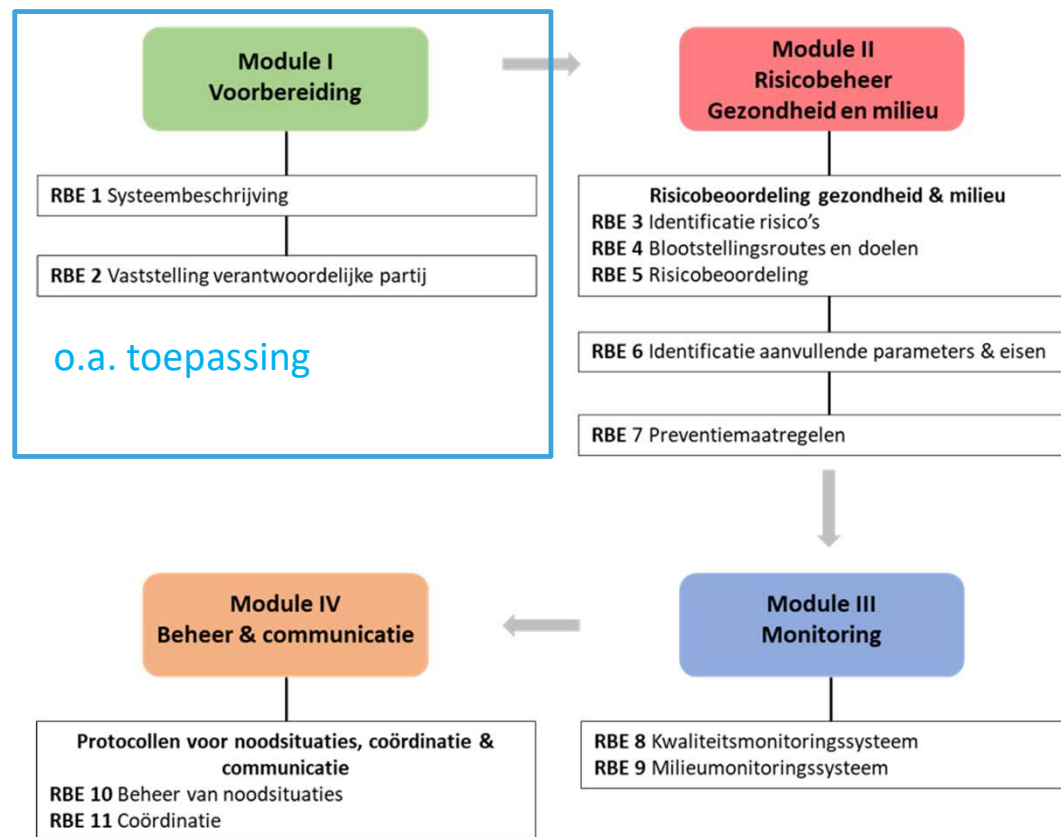 Module I
Voorbereiding
RBE 1 Systeembeschrijving
RBE 2 Vaststelling verantwoordelijke partij
o.a. toepassing
Module II
Risicobeheer
Gezondheid en milieu
Risicobeoordeling gezondheid & milieu
RBE 3 Identificatie risico's
RBE 4 Blootstellingsroutes en doelen
RBE 5 Risicobeoordeling
RBE 6 Identificatie aanvullende parameters & eisen
RBE 7 Preventiemaatregelen
Module III
Monitoring
RBE 8 Kwaliteitsmonitoringssysteem
RBE 9 Milieumonitoringssysteem
Module IV
Beheer & communicatie
Protocollen voor noodsituaties, coördinatie &
communicatie
RBE 10 Beheer van noodsituaties
RBE 11 Coördinatie